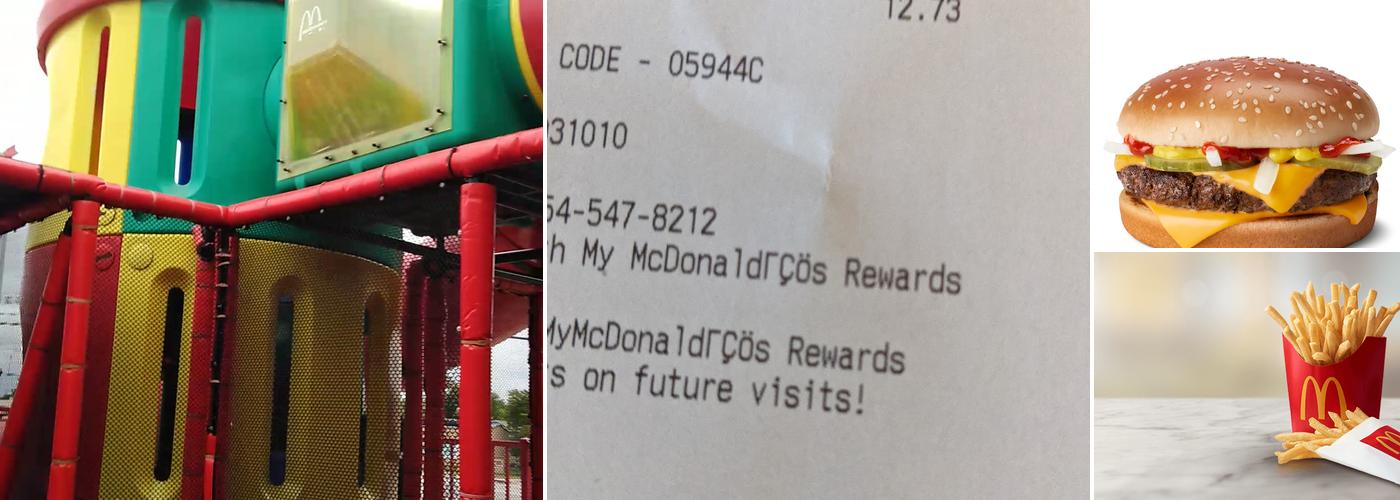 12.73
CODE - 05944C
31010
54-547-8212
h My McDonaldΓÇös Rewards
MyMcDonaldΓÇös Rewards
s on future visits!